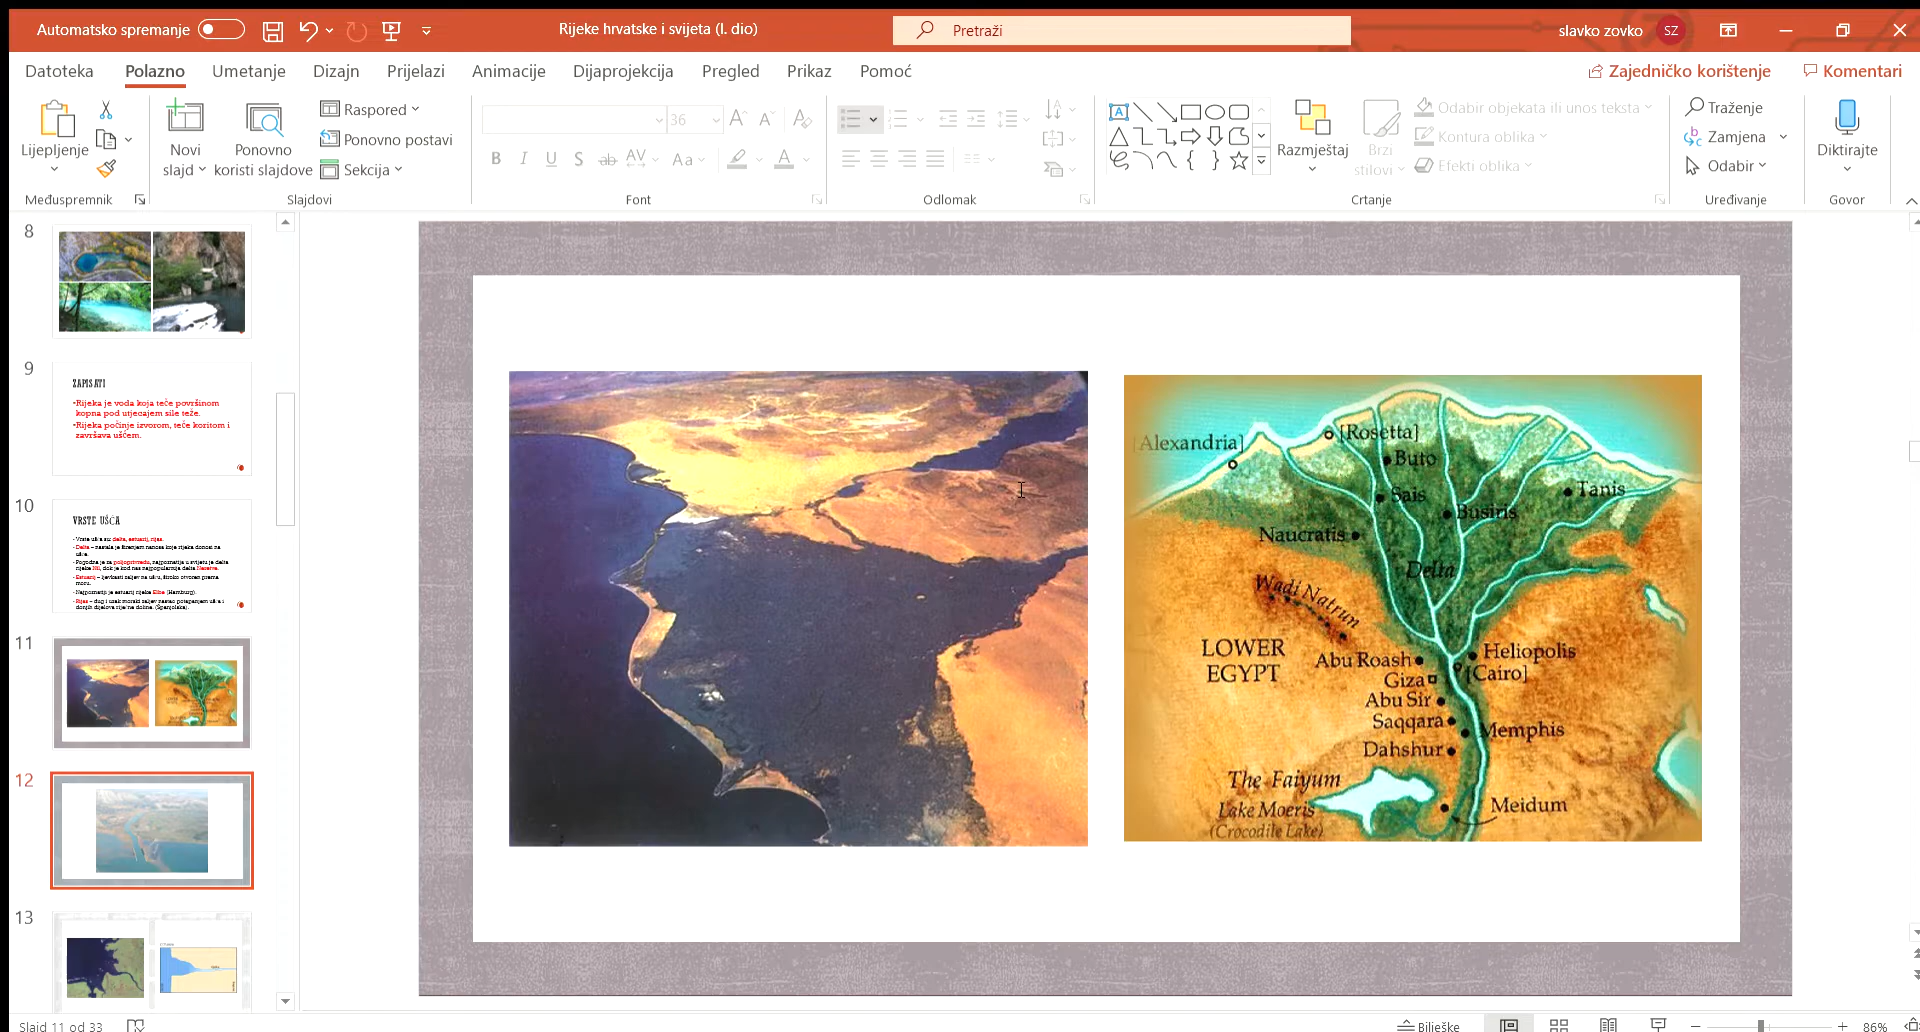 Automatsko spremanje
Rijeke hrvatske i svijeta (I. dio)
Pretraži
slavko zovko
SZ
Datoteka
Polazno
Umetanje
Dizajn
Prijelazi
Animacije
Dijaprojekcija
Pregled
Prikaz
Pomoć
Zajedničko korištenje
Komentari
Lijepljenje
Novi
slajd
Ponovno
koristi slajdove
Raspored
Ponovno postavi
Sekcija
36
B I U S ab AV Aa A
Razmještaj
Brzi
stilovi
Odabir objekata ili unos teksta
Kontura oblika
Efekti oblika
Traženje
Zamjena
Odabir
Diktirajte
Međuspremnik
Slajdovi
Font
Odlomak
Crtanje
Uređivanje
Govor
8
9
ZAPISATI
•Rijeka je voda koja teče površinom
kopna pod utjecajem sile teže.
•Rijeka počinje izvorom, teče koritom i
završava ušćem.
10
VRSTE UŠĆA
11
12
13
[Alexandria]
[Rosetta]
Buto
Sais
Tanis
Busiris
Naucratis
Delta
Wadi Natrun
LOWER
EGYPT
Abu Roash
Heliopolis
Giza
[Cairo]
Abu Sir
Saqqara
Memphis
Dahshur
The Faiyum
Meidum
Lake Moeris
(Crocodile Lake)
Slajd 11 od 33
Bilješke
86%